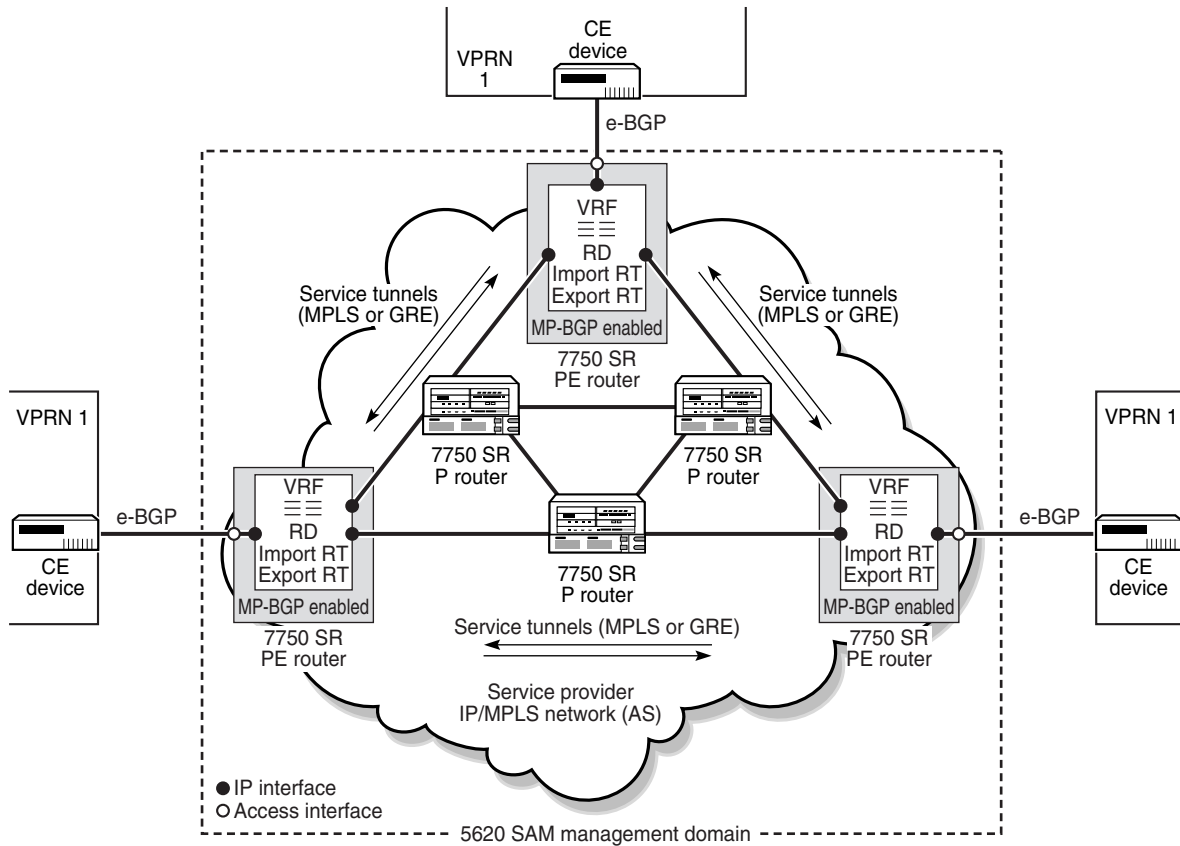 CE
device
VPRN
1
e-BGP
VRF
RD
Import RT
Export RT
MP-BGP enabled
7750 SR
PE router
Service tunnels
(MPLS or GRE)
Service tunnels
(MPLS or GRE)
7750 SR
P router
7750 SR
P router
VPRN 1
CE
device
e-BGP
VRF
RD
Import RT
Export RT
MP-BGP enabled
7750 SR
PE router
7750 SR
P router
VRF
RD
Import RT
Export RT
MP-BGP enabled
7750 SR
PE router
e-BGP
VPRN 1
CE
device
Service tunnels (MPLS or GRE)
Service provider
IP/MPLS network (AS)
IP interface
Access interface
5620 SAM management domain